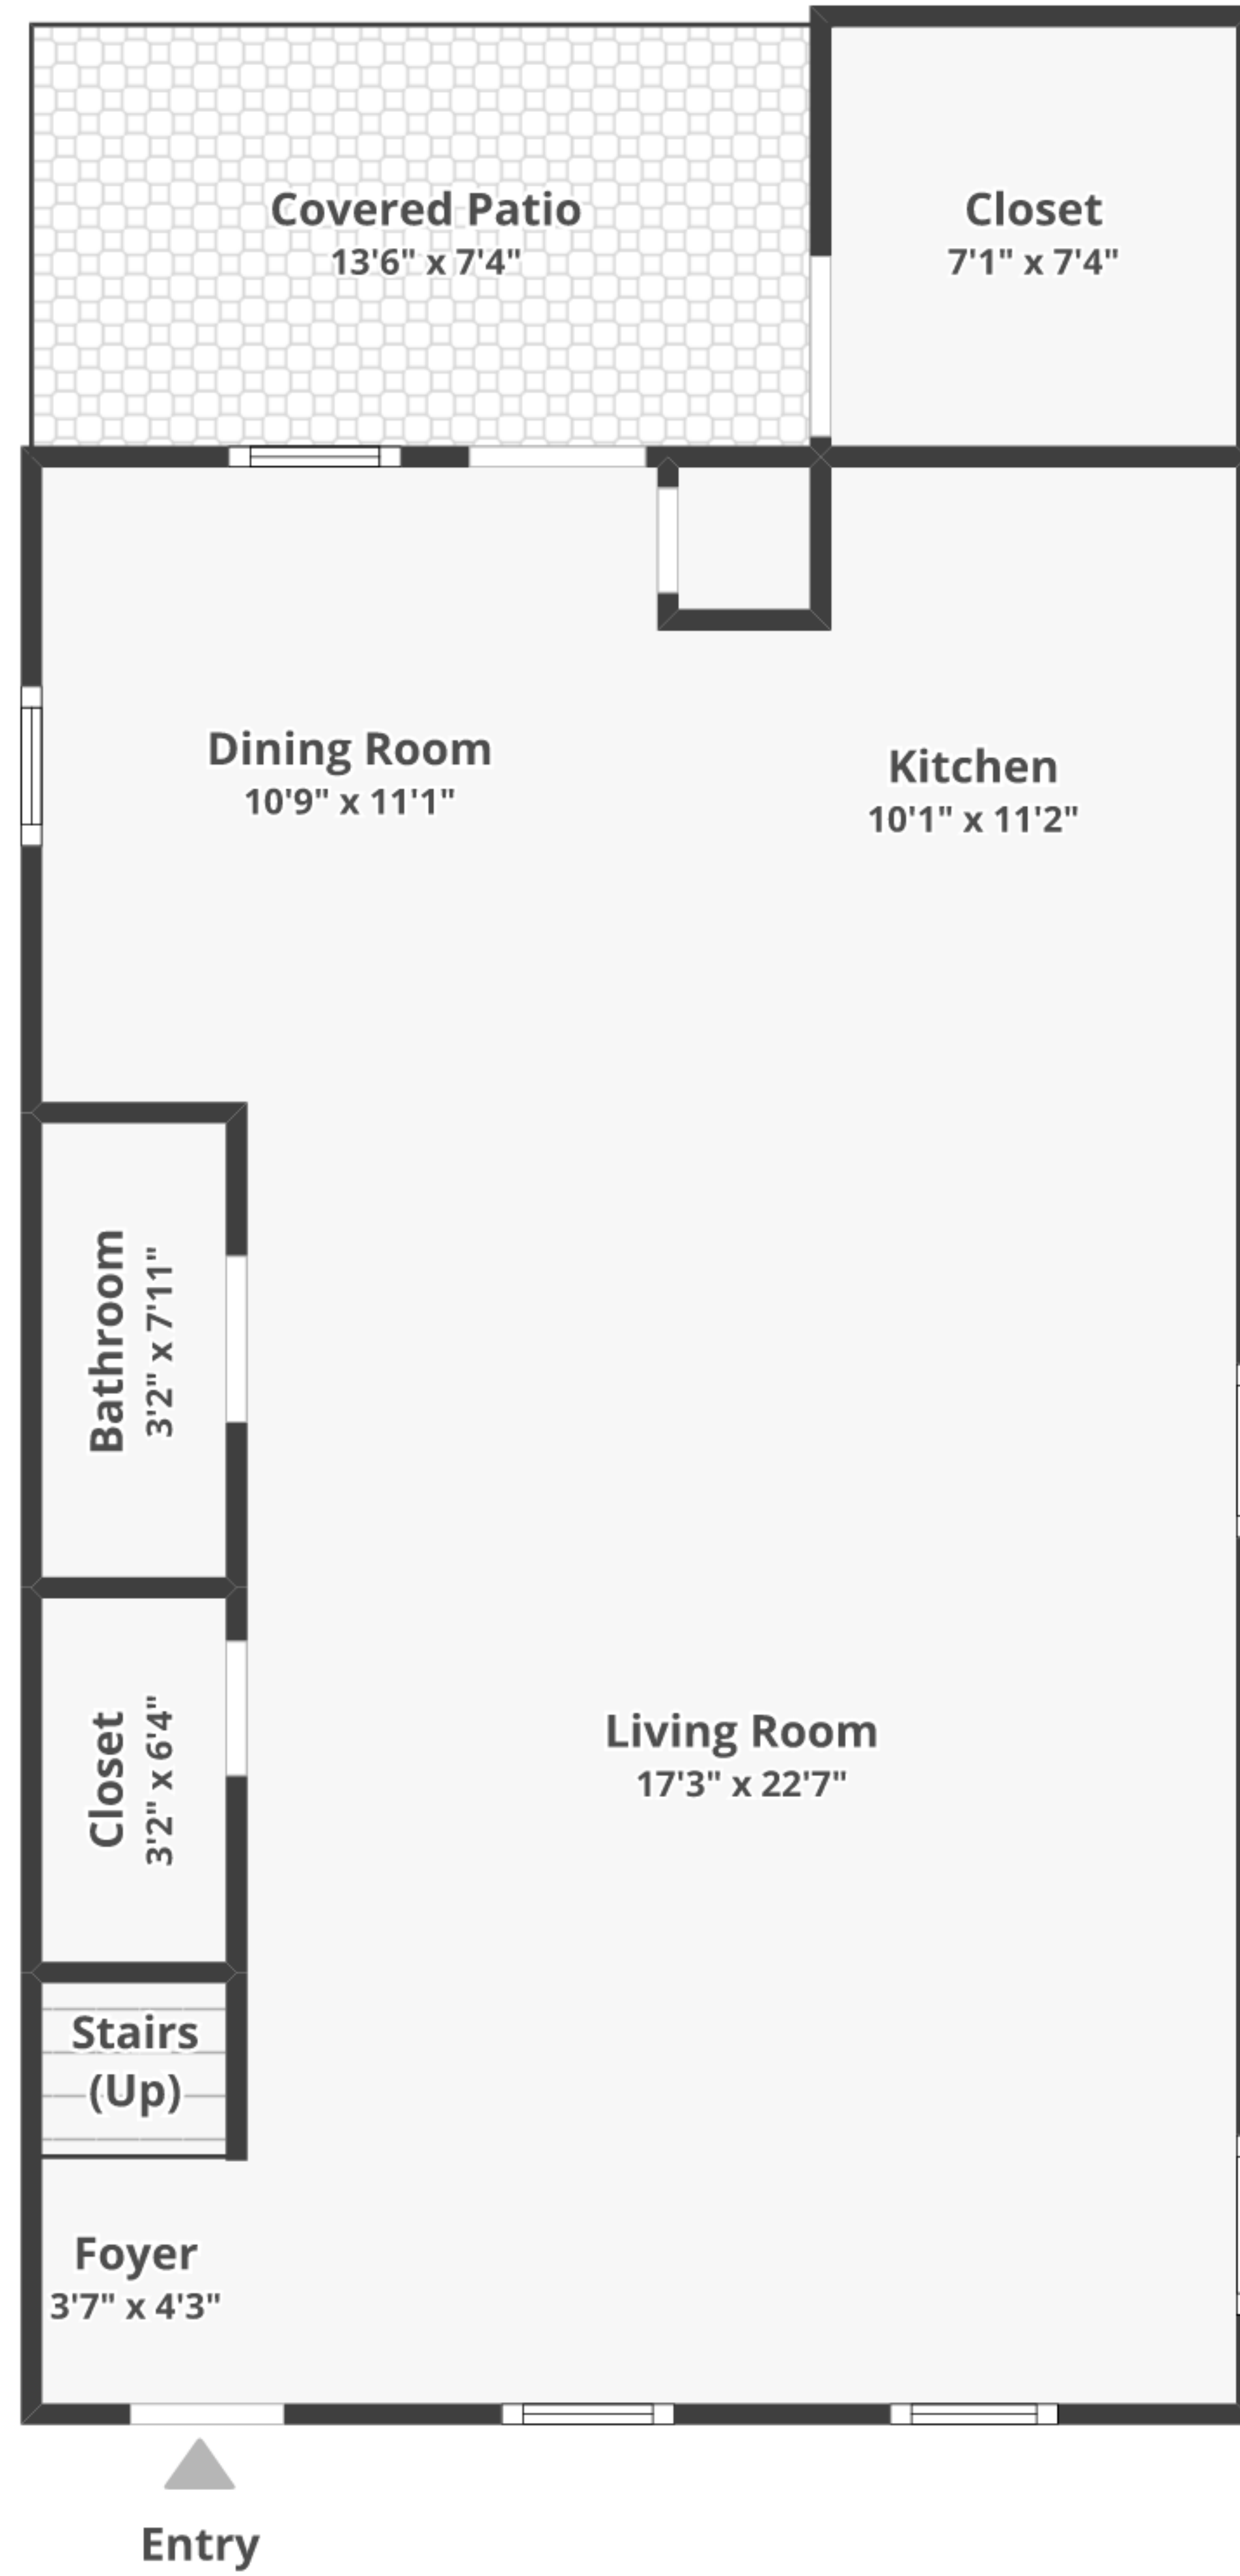 Covered Patio
13'6" x 7'4"
Closet
7'1" x 7'4"
Dining Room
10'9" x 11'1"
Kitchen
10'1" x 11'2"
Bathroom
3'2" x 7'11"
Closet
3'2" x 6'4"
Living Room
17'3" x 22'7"
Stairs
(Up)
Foyer
3'7" x 4'3"
Entry